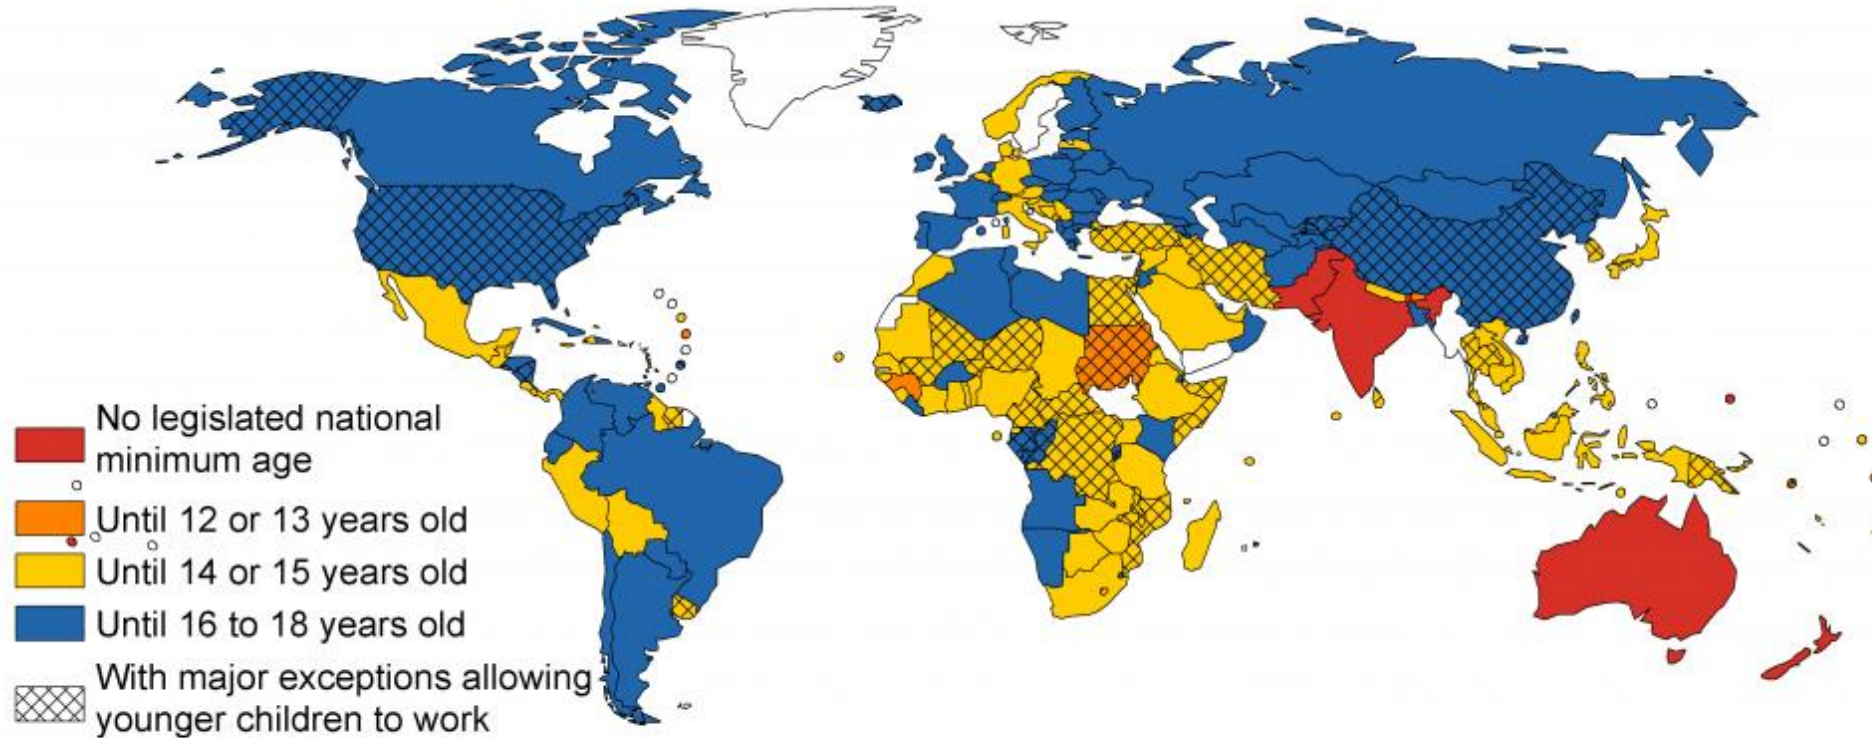 No legislated national
minimum age
Until 12 or 13 years old
Until 14 or 15 years old
Until 16 to 18 years old
With major exceptions allowing
younger children to work